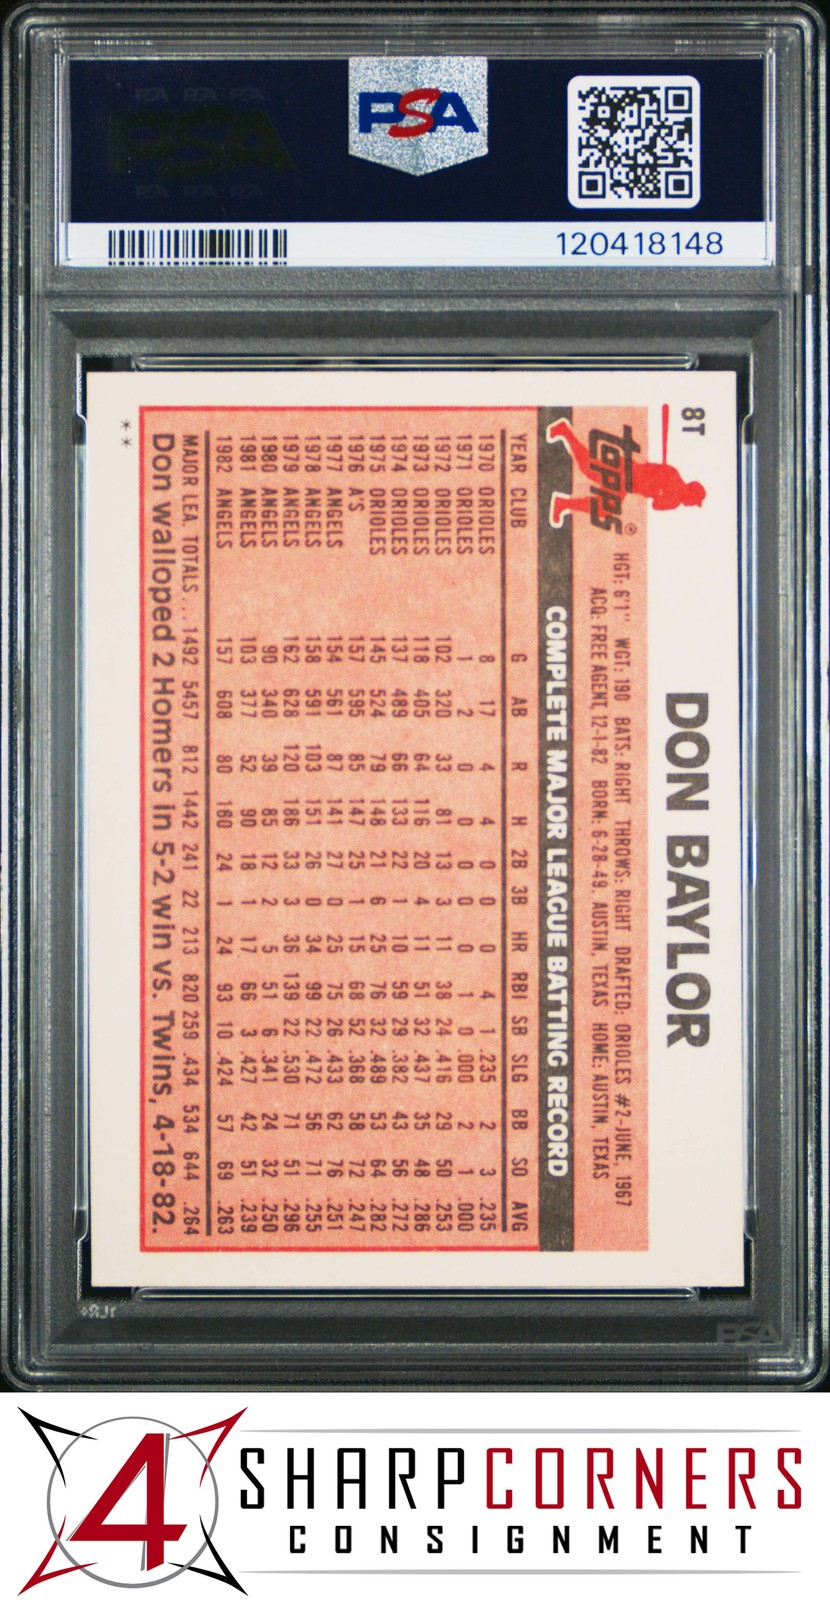 PSA PSA PSA
PSA
PSA PSA PSA
PSA
120418148
8T
DON BAYLOR
topps®
HGT: 6'1" WGT: 190 BATS: RIGHT THROWS: RIGHT DRAFTED: ORIOLES #2-JUNE, 1967
ACQ: FREE AGENT, 12-1-82 BORN: 6-28-49, AUSTIN, TEXAS HOME: AUSTIN, TEXAS
COMPLETE MAJOR LEAGUE BATTING RECORD
YEAR CLUB G AB R H 2B 3B HR RBI SB SLG BB SO AVG
1970 ORIOLES 8 17 4 4 0 0 0 4 1 .235 2 3 .235
1971 ORIOLES 1 2 0 0 0 0 0 1 0 .000 2 1 .000
1972 ORIOLES 102 320 33 81 13 3 11 38 24 .416 29 50 .253
1973 ORIOLES 118 405 64 116 20 4 11 51 32 .437 35 48 .286
1974 ORIOLES 137 489 66 133 22 1 10 59 29 .382 43 56 .272
1975 ORIOLES 145 524 79 148 21 6 25 76 32 .489 53 64 .282
1976 A'S 157 595 85 147 25 1 15 68 52 .368 58 72 .247
1977 ANGELS 154 561 87 141 27 0 25 75 26 .433 62 76 .251
1978 ANGELS 158 591 103 151 26 0 34 99 22 .472 56 71 .255
1979 ANGELS 162 628 120 186 33 3 36 139 22 .530 71 51 .296
1980 ANGELS 90 340 39 85 12 2 5 51 6 .341 24 32 .250
1981 ANGELS 103 377 52 90 18 1 17 66 3 .427 42 51 .239
1982 ANGELS 157 608 80 160 24 1 24 93 10 .424 57 69 .263
MAJOR LEA. TOTALS... 1492 5457 812 1442 241 22 213 820 259 .434 534 644 .264
Don walloped 2 Homers in 5-2 win vs. Twins, 4-18-82.
**
PSA
4
SHARPCORNERS
CONSIGNMENT